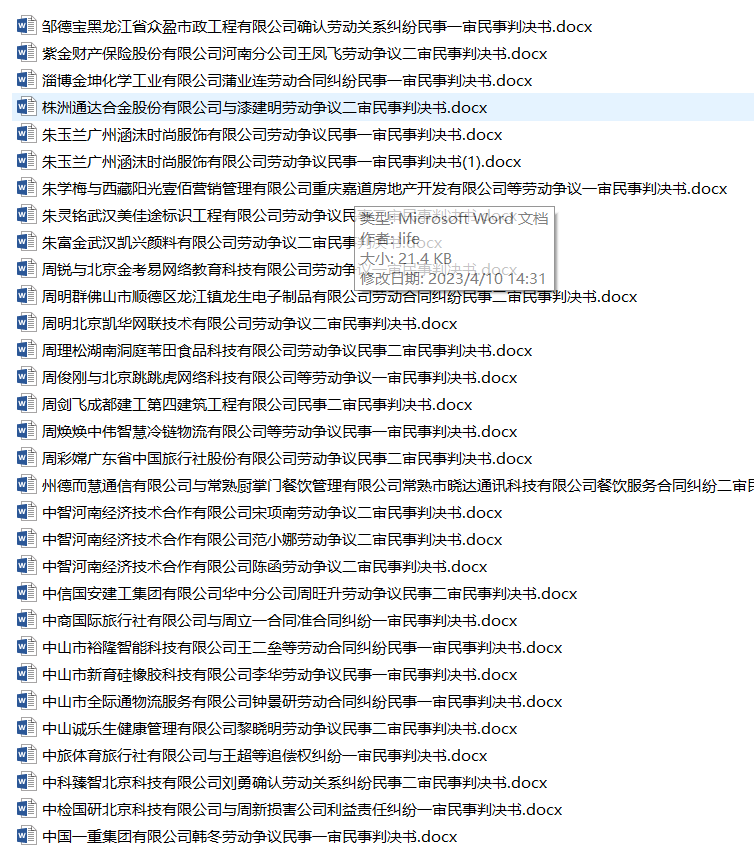 邹德宝黑龙江省众盈市政工程有限公司确认劳动关系纠纷民事一审民事判决书.docx
紫金财产保险股份有限公司河南分公司王凤飞劳动争议二审民事判决书.docx
淄博金坤化学工业有限公司蒲业连劳动合同纠纷民事一审民事判决书.docx
株洲通达合金股份有限公司与漆建明劳动争议二审民事判决书.docx
朱玉兰广州涵沫时尚服饰有限公司劳动争议民事一审民事判决书.docx
朱玉兰广州涵沫时尚服饰有限公司劳动争议民事一审民事判决书(1).docx
朱学梅与西藏阳光壹佰营销管理有限公司重庆嘉道房地产开发有限公司等劳动争议一审民事判决书.docx
朱灵铭武汉美佳途标识工程有限公司劳动争议民
类型: Microsoft Word 文档
朱富金武汉凯兴颜料有限公司劳动争议二审民事判决书.docx
作者: life
大小: 21.4 KB
周锐与北京金考易网络教育科技有限公司劳动争议一审民事判决书.docx
修改日期: 2023/4/10 14:31
周明群佛山市顺德区龙江镇龙生电子制品有限公司劳动合同纠纷民事二审民事判决书.docx
周明北京凯华网联技术有限公司劳动争议二审民事判决书.docx
周理松湖南洞庭苇田食品科技有限公司劳动争议民事二审民事判决书.docx
周俊刚与北京跳跳虎网络科技有限公司等劳动争议一审民事判决书.docx
周剑飞成都建工第四建筑工程有限公司民事二审民事判决书.docx
周焕焕中伟智慧冷链物流有限公司等劳动争议民事一审民事判决书.docx
周彩嫦广东省中国旅行社股份有限公司劳动争议民事二审民事判决书.docx
州德而慧通信有限公司与常熟厨掌门餐饮管理有限公司常熟市晓达通讯科技有限公司餐饮服务合同纠纷二审民
中智河南经济技术合作有限公司宋项南劳动争议二审民事判决书.docx
中智河南经济技术合作有限公司范小娜劳动争议二审民事判决书.docx
中智河南经济技术合作有限公司陈函劳动争议二审民事判决书.docx
中信国安建工集团有限公司华中分公司周旺升劳动争议民事二审民事判决书.docx
中商国际旅行社有限公司与周立一合同准合同纠纷一审民事判决书.docx
中山市裕隆智能科技有限公司王二垒等劳动合同纠纷民事一审民事判决书.docx
中山市新育硅橡胶科技有限公司李华劳动争议民事一审民事判决书.docx
中山市全际通物流服务有限公司钟景研劳动合同纠纷民事一审民事判决书.docx
中山诚乐生健康管理有限公司黎晓明劳动争议民事二审民事判决书.docx
中旅体育旅行社有限公司与王超等追偿权纠纷一审民事判决书.docx
中科臻智北京科技有限公司刘勇确认劳动关系纠纷民事二审民事判决书.docx
中检国研北京科技有限公司与周新损害公司利益责任纠纷一审民事判决书.docx
中国一重集团有限公司韩冬劳动争议民事一审民事判决书.docx